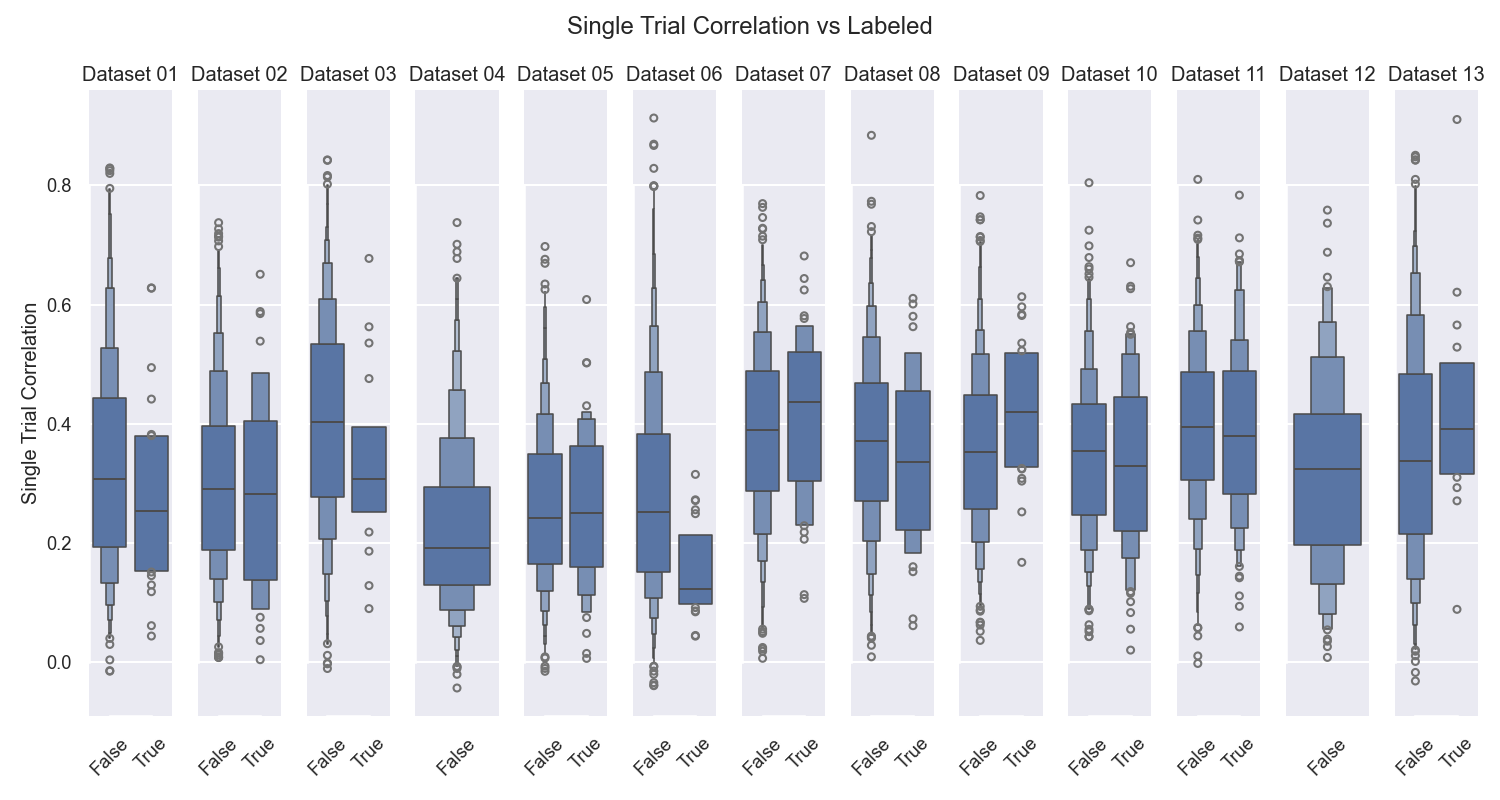 Single Trial Correlation vs Labeled
Dataset 01 Dataset 02 Dataset 03 Dataset 04 Dataset 05 Dataset 06 Dataset 07 Dataset 08 Dataset 09 Dataset 10 Dataset 11 Dataset 12 Dataset 13
Single Trial Correlation
0.8
0.6
0.4
0.2
0.0
False True False True False True False False True False True False True False True False True False True False True False False True